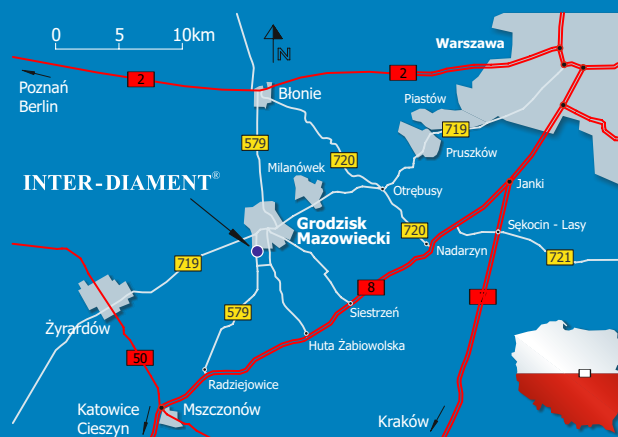 0 5 10km
N
Warszawa
2
2
Poznań
Berlin
Błonie
Piastów
719
579
720
Pruszków
Milanówek
INTER-DIAMENT®
Otrębusy
Janki
Grodzisk
Mazowiecki
720
Sękocin - Lasy
Nadarzyn
721
719
8
7
579
Siestrzeń
Żyrardów
Huta Żabiowolska
50
Radziejowice
Katowice
Cieszyn
Mszczonów
Kraków